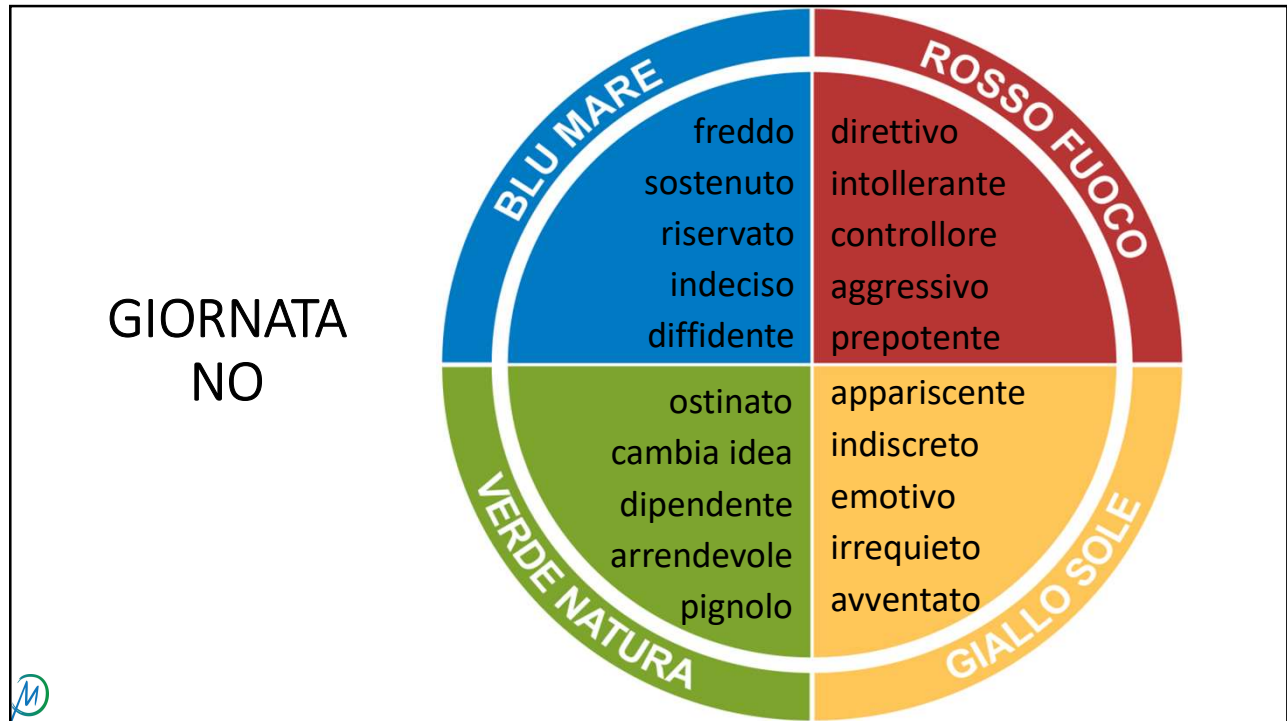 GIORNATA
NO
BLU MARE
freddo
sostenuto
riservato
indeciso
diffidente
ROSSO FUOCO
direttivo
intollerante
controllore
aggressivo
prepotente
VERDE NATURA
ostinato
cambia idea
dipendente
arrendevole
pignolo
GIALLO SOLE
appariscente
indiscreto
emotivo
irrequieto
avventato
M